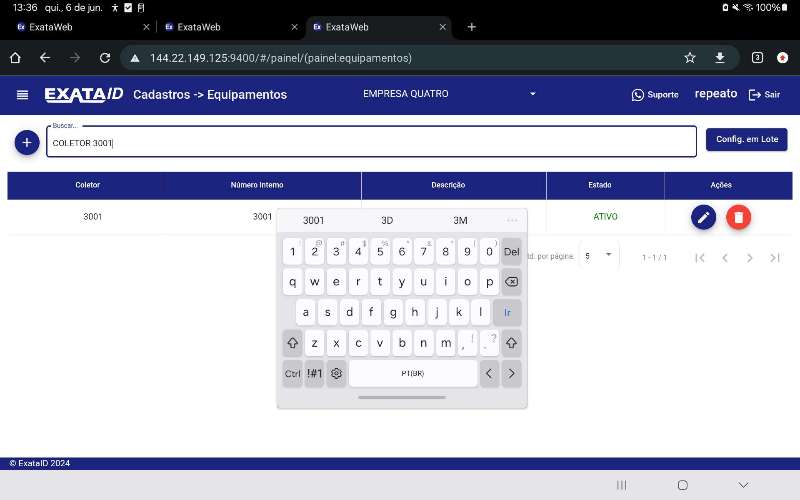 13:36 qui., 6 de jun. 100%
ExataWeb
ExataWeb
ExataWeb
144.22.149.125:9400/#/painel/(painel:equipamentos)
3
EXATAID
Cadastros -> Equipamentos
EMPRESA QUATRO
Suporte
repeato
Sair
Buscar...
COLETOR 3001
Config. em Lote
Coletor Número Interno Descrição Estado Ações
3001 3001 ATIVO
3001 3D 3M ...
1 2 3 4 5 6 7 8 9 0 Del
q w e r t y u i o p
a s d f g h j k l Ir
z x c v b n m , ! . ?
Ctrl !#1 PT(BR) < >
td. por página: 5 1 - 1 / 1
© ExataID 2024